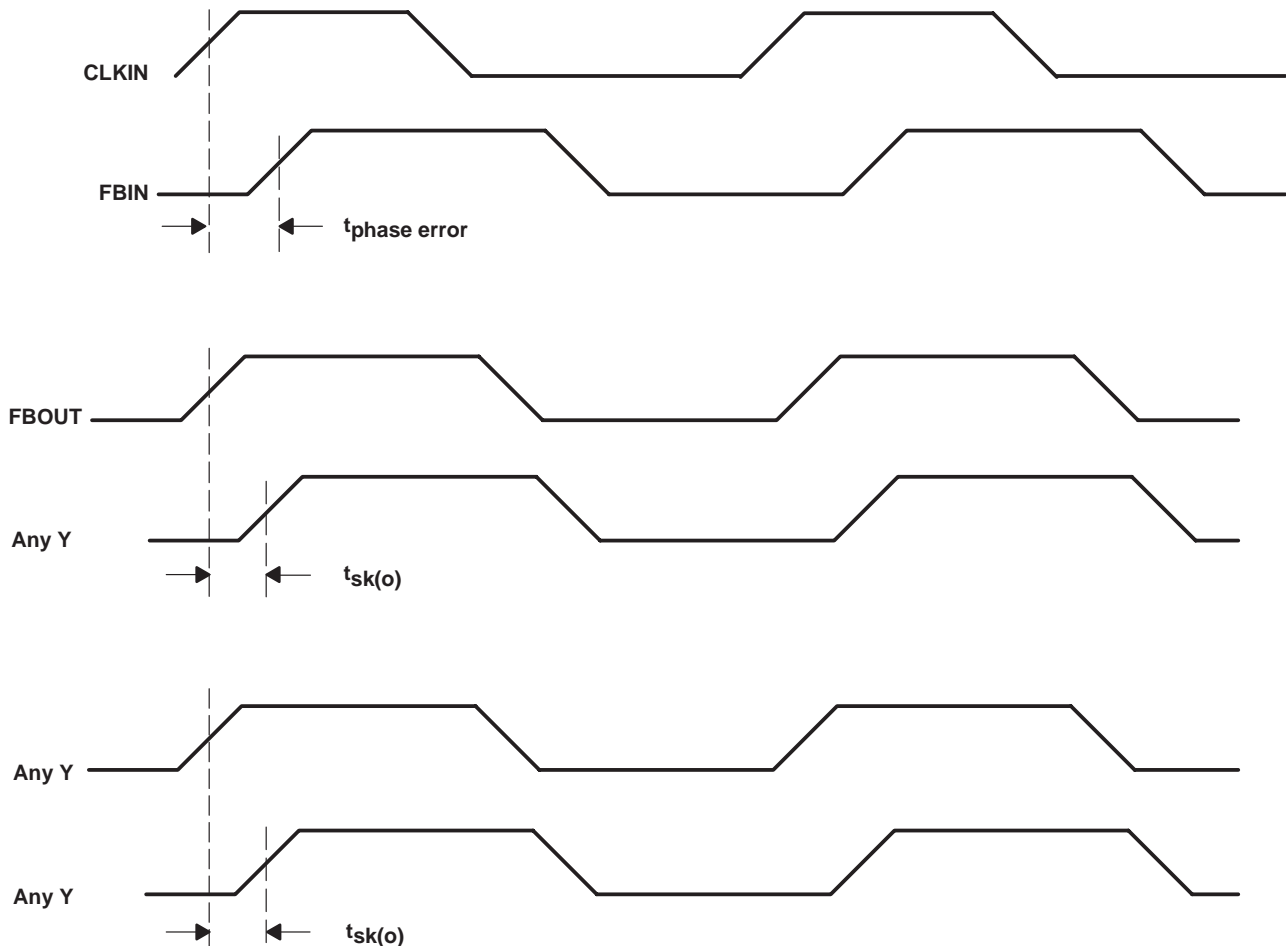 CLKIN
FBIN
tphase error
FBOUT
Any Y
tsk(o)
Any Y
Any Y
tsk(o)